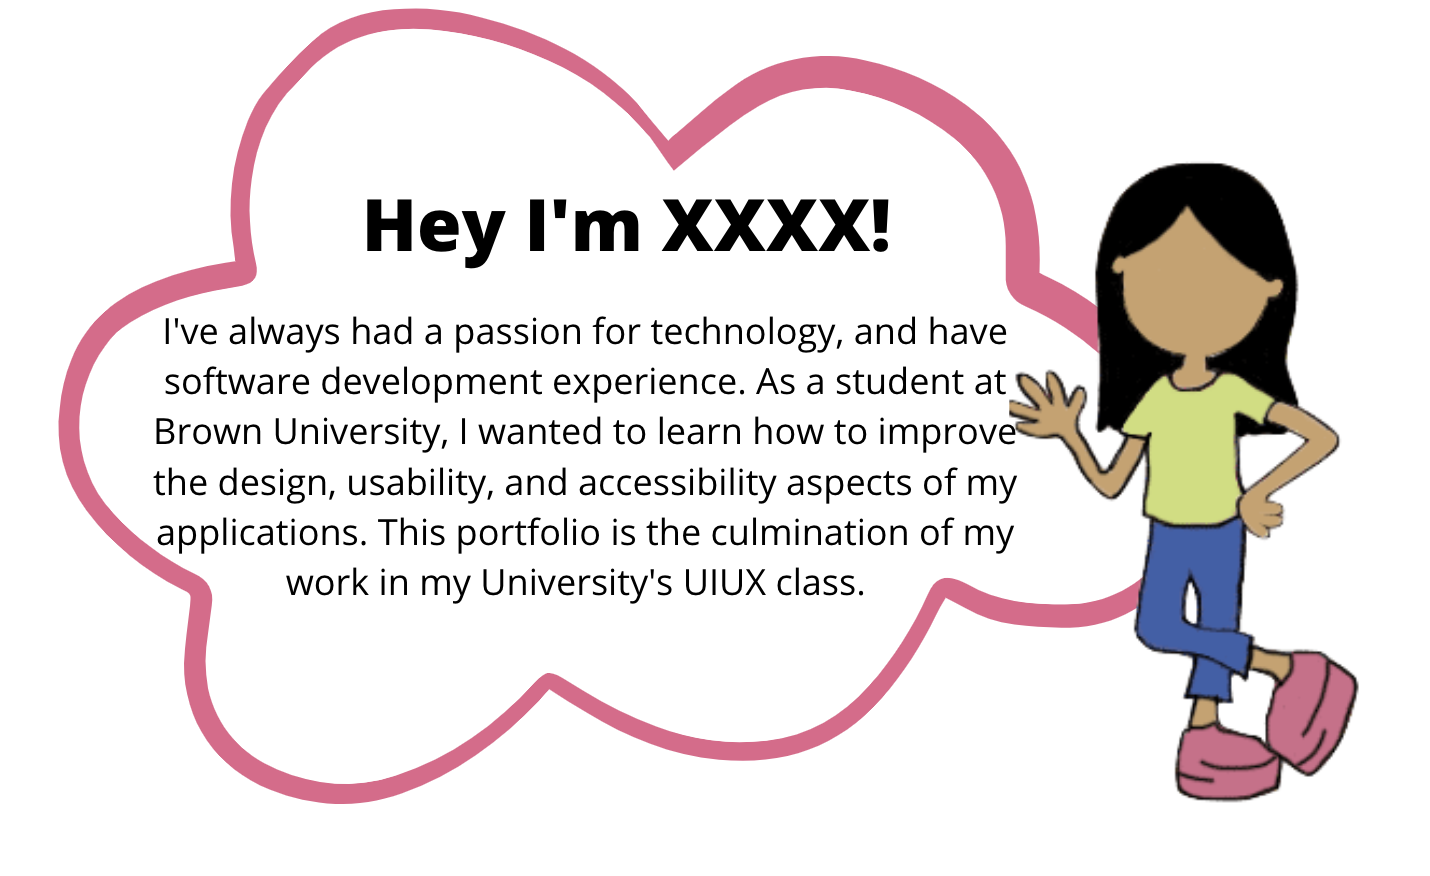 Hey I'm XXXX!
I've always had a passion for technology, and have
software development experience. As a student at
Brown University, I wanted to learn how to improve
the design, usability, and accessibility aspects of my
applications. This portfolio is the culmination of my
work in my University's UIUX class.